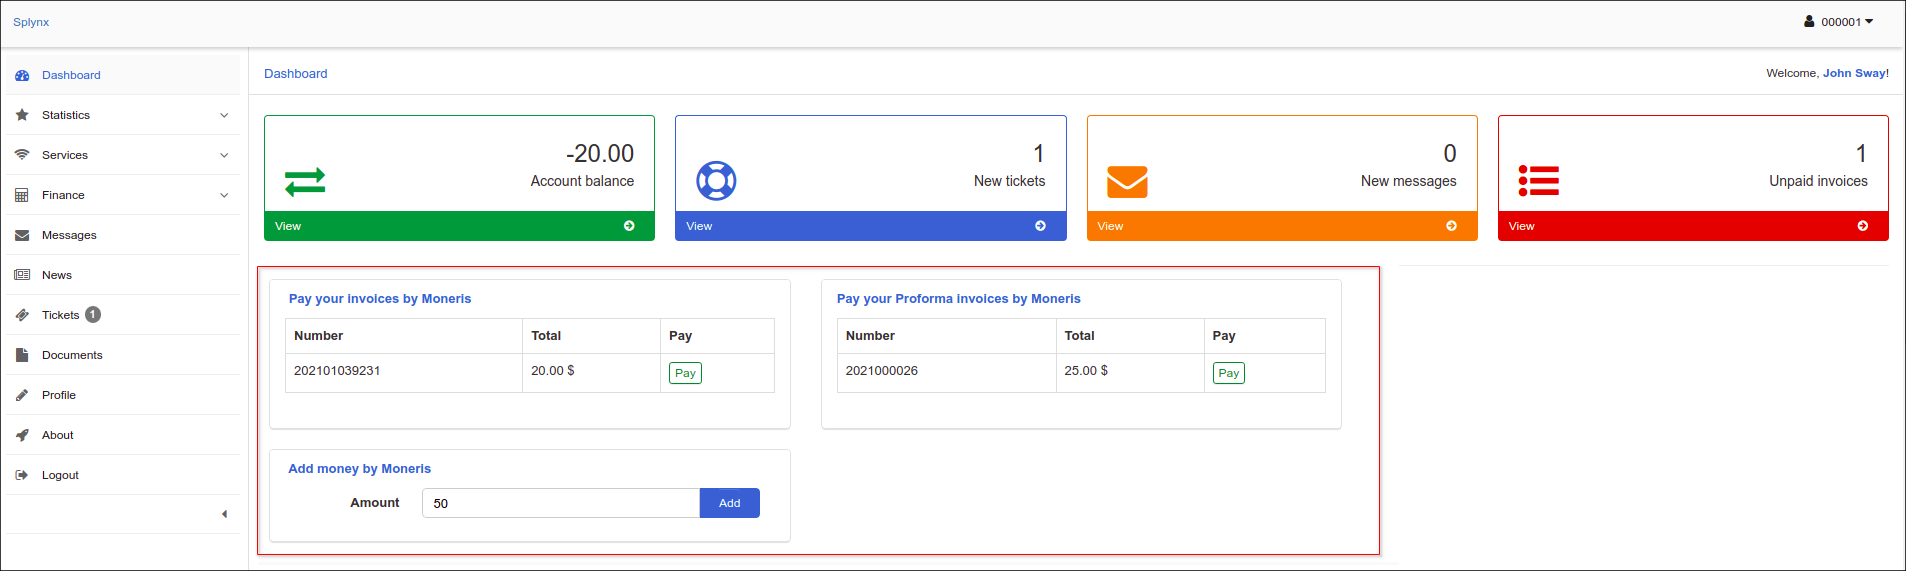 Splynx
000001
Dashboard
Statistics
Services
Finance
Messages
News
Tickets 1
Documents
Profile
About
Logout
Dashboard
Welcome, John Sway!
-20.00
Account balance
View
1
New tickets
View
0
New messages
View
1
Unpaid invoices
View
Pay your invoices by Moneris
Number Total Pay
202101039231 20.00 $ Pay
Pay your Proforma invoices by Moneris
Number Total Pay
2021000026 25.00 $ Pay
Add money by Moneris
Amount 50 Add